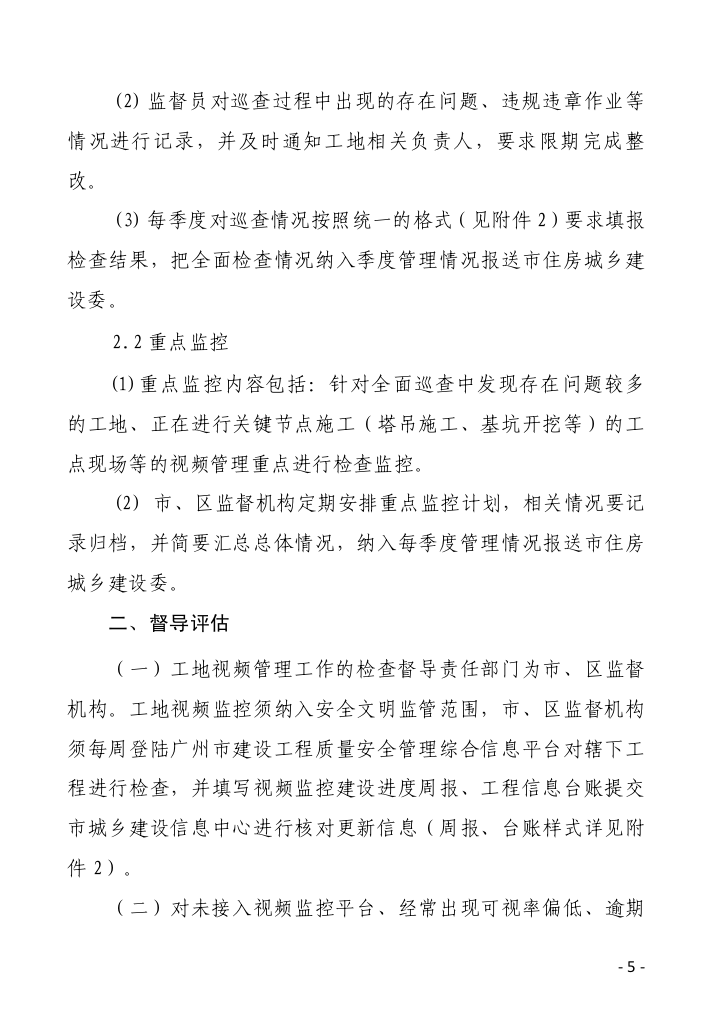 (2) 监督员对巡查过程中出现的存在问题、违规违章作业等
情况进行记录，并及时通知工地相关负责人，要求限期完成整
改。
(3) 每季度对巡查情况按照统一的格式（见附件 2）要求填报
检查结果，把全面检查情况纳入季度管理情况报送市住房城乡建
设委。
2.2 重点监控
(1) 重点监控内容包括：针对全面巡查中发现存在问题较多
的工地、正在进行关键节点施工（塔吊施工、基坑开挖等）的工
点现场等的视频管理重点进行检查监控。
(2) 市、区监督机构定期安排重点监控计划，相关情况要记
录归档，并简要汇总总体情况，纳入每季度管理情况报送市住房
城乡建设委。
二、督导评估
（一）工地视频管理工作的检查督导责任部门为市、区监督
机构。工地视频监控须纳入安全文明监管范围，市、区监督机构
须每周登陆广州市建设工程质量安全管理综合信息平台对辖下工
程进行检查，并填写视频监控建设进度周报、工程信息台账提交
市城乡建设信息中心进行核对更新信息（周报、台账样式详见附
件 2）。
（二）对未接入视频监控平台、经常出现可视率偏低、逾期
- 5 -